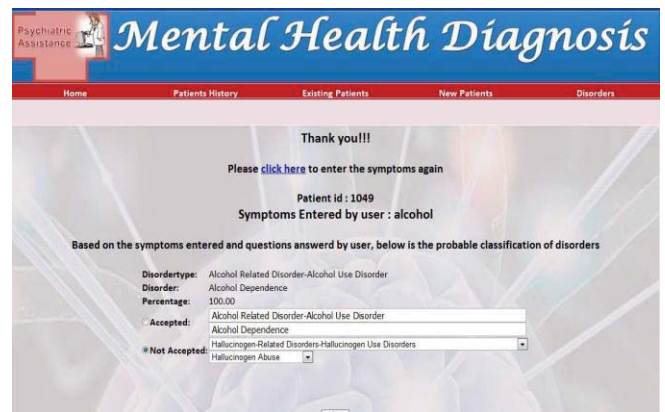 Psychiatric
Assistance
Mental Health Diagnosis
Home Patients History Existing Patients New Patients Disorders
Thank you!!!
Please click here to enter the symptoms again
Patient id : 1049
Symptoms Entered by user : alcohol
Based on the symptoms entered and questions answerd by user, below is the probable classification of disorders
Disordertype: Alcohol Related Disorder-Alcohol Use Disorder
Disorder: Alcohol Dependence
Percentage: 100.00
Accepted: Alcohol Related Disorder-Alcohol Use Disorder
Alcohol Dependence
Not Accepted: Hallucinogen-Related Disorders-Hallucinogen Use Disorders
Hallucinogen Abuse